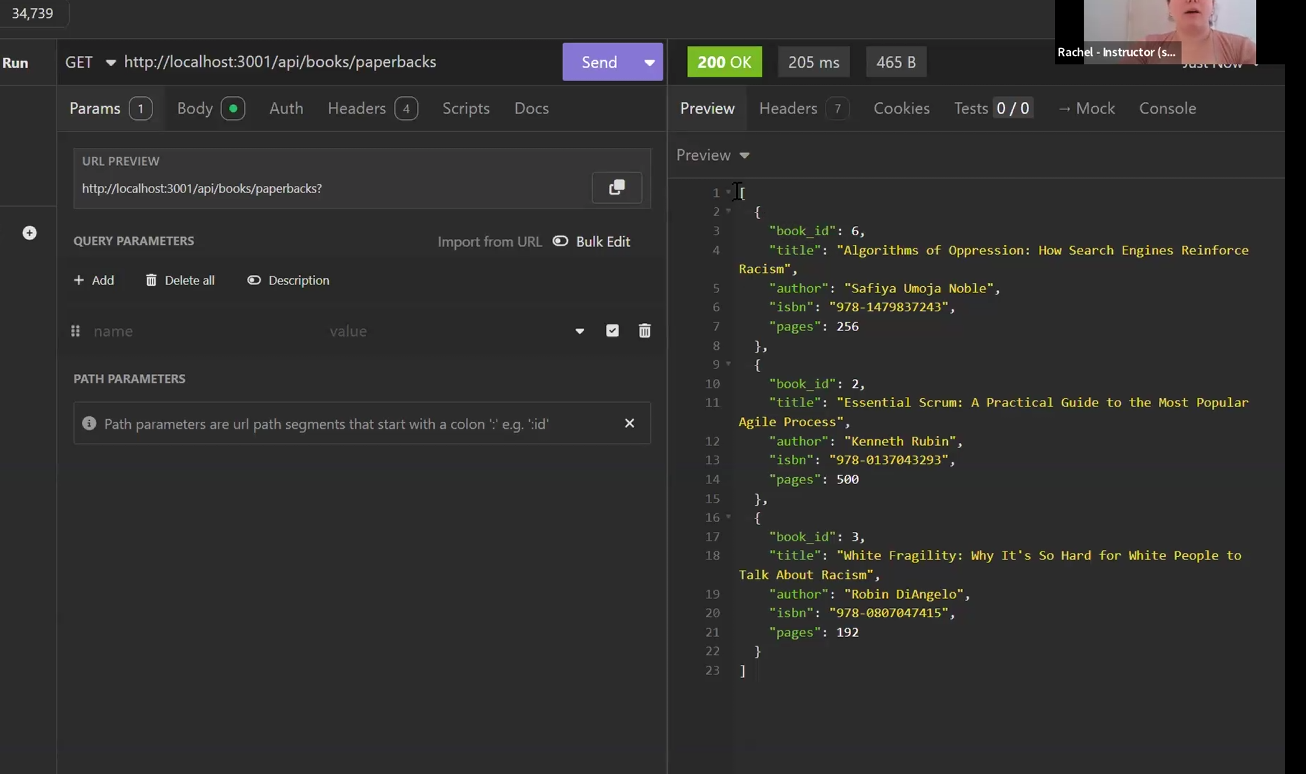 34,739
Rachel - Instructor (s...
Run
GET http://localhost:3001/api/books/paperbacks
Send
200 OK
205 ms
465 B
Just Now
Params 1
Body
Auth
Headers 4
Scripts
Docs
Preview
Headers 7
Cookies
Tests 0 / 0
→ Mock
Console
URL PREVIEW
http://localhost:3001/api/books/paperbacks?
QUERY PARAMETERS
Import from URL
Bulk Edit
+ Add
Delete all
Description
name
value
PATH PARAMETERS
Path parameters are url path segments that start with a colon ':' e.g. ':id'
Preview
1 [
2 {
3 "book_id": 6,
4 "title": "Algorithms of Oppression: How Search Engines Reinforce
Racism",
5 "author": "Safiya Umoja Noble",
6 "isbn": "978-1479837243",
7 "pages": 256
8 },
9 {
10 "book_id": 2,
11 "title": "Essential Scrum: A Practical Guide to the Most Popular
Agile Process",
12 "author": "Kenneth Rubin",
13 "isbn": "978-0137043293",
14 "pages": 500
15 },
16 {
17 "book_id": 3,
18 "title": "White Fragility: Why It's So Hard for White People to
Talk About Racism",
19 "author": "Robin DiAngelo",
20 "isbn": "978-0807047415",
21 "pages": 192
22 }
23 ]